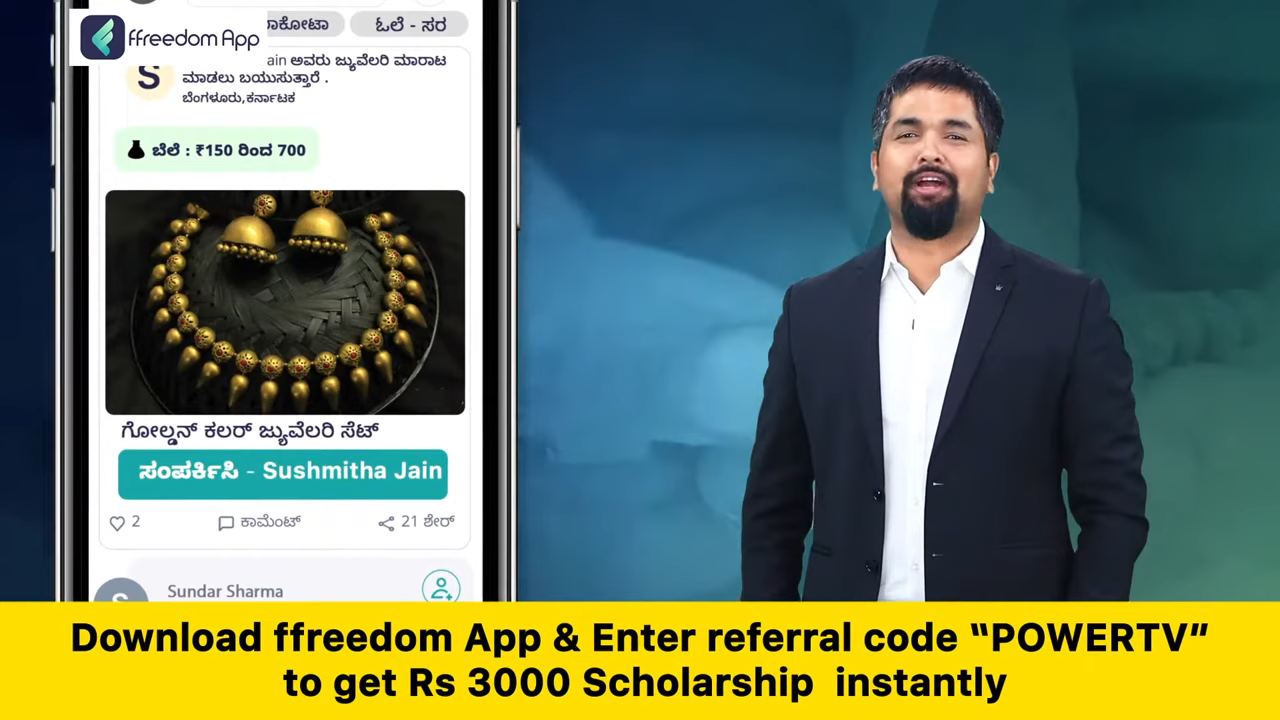 ಓಲೆ - ಸರ
ffreedom App
ain ಅವರು ಜ್ಯುವೆಲರಿ ಮಾರಾಟ
ಮಾಡಲು ಬಯಸುತ್ತಾರೆ .
S
ಬೆಂಗಳೂರು,ಕರ್ನಾಟಕ
ಬೆಲೆ : ₹150 ರಿಂದ 700
ಗೋಲ್ಡನ್ ಕಲರ್ ಜ್ಯುವೆಲರಿ ಸೆಟ್
ಸಂಪರ್ಕಿಸಿ - Sushmitha Jain
2 ಕಾಮೆಂಟ್ 21 ಶೇರ್
Sundar Sharma
Download ffreedom App & Enter referral code “POWERTV”
to get Rs 3000 Scholarship instantly